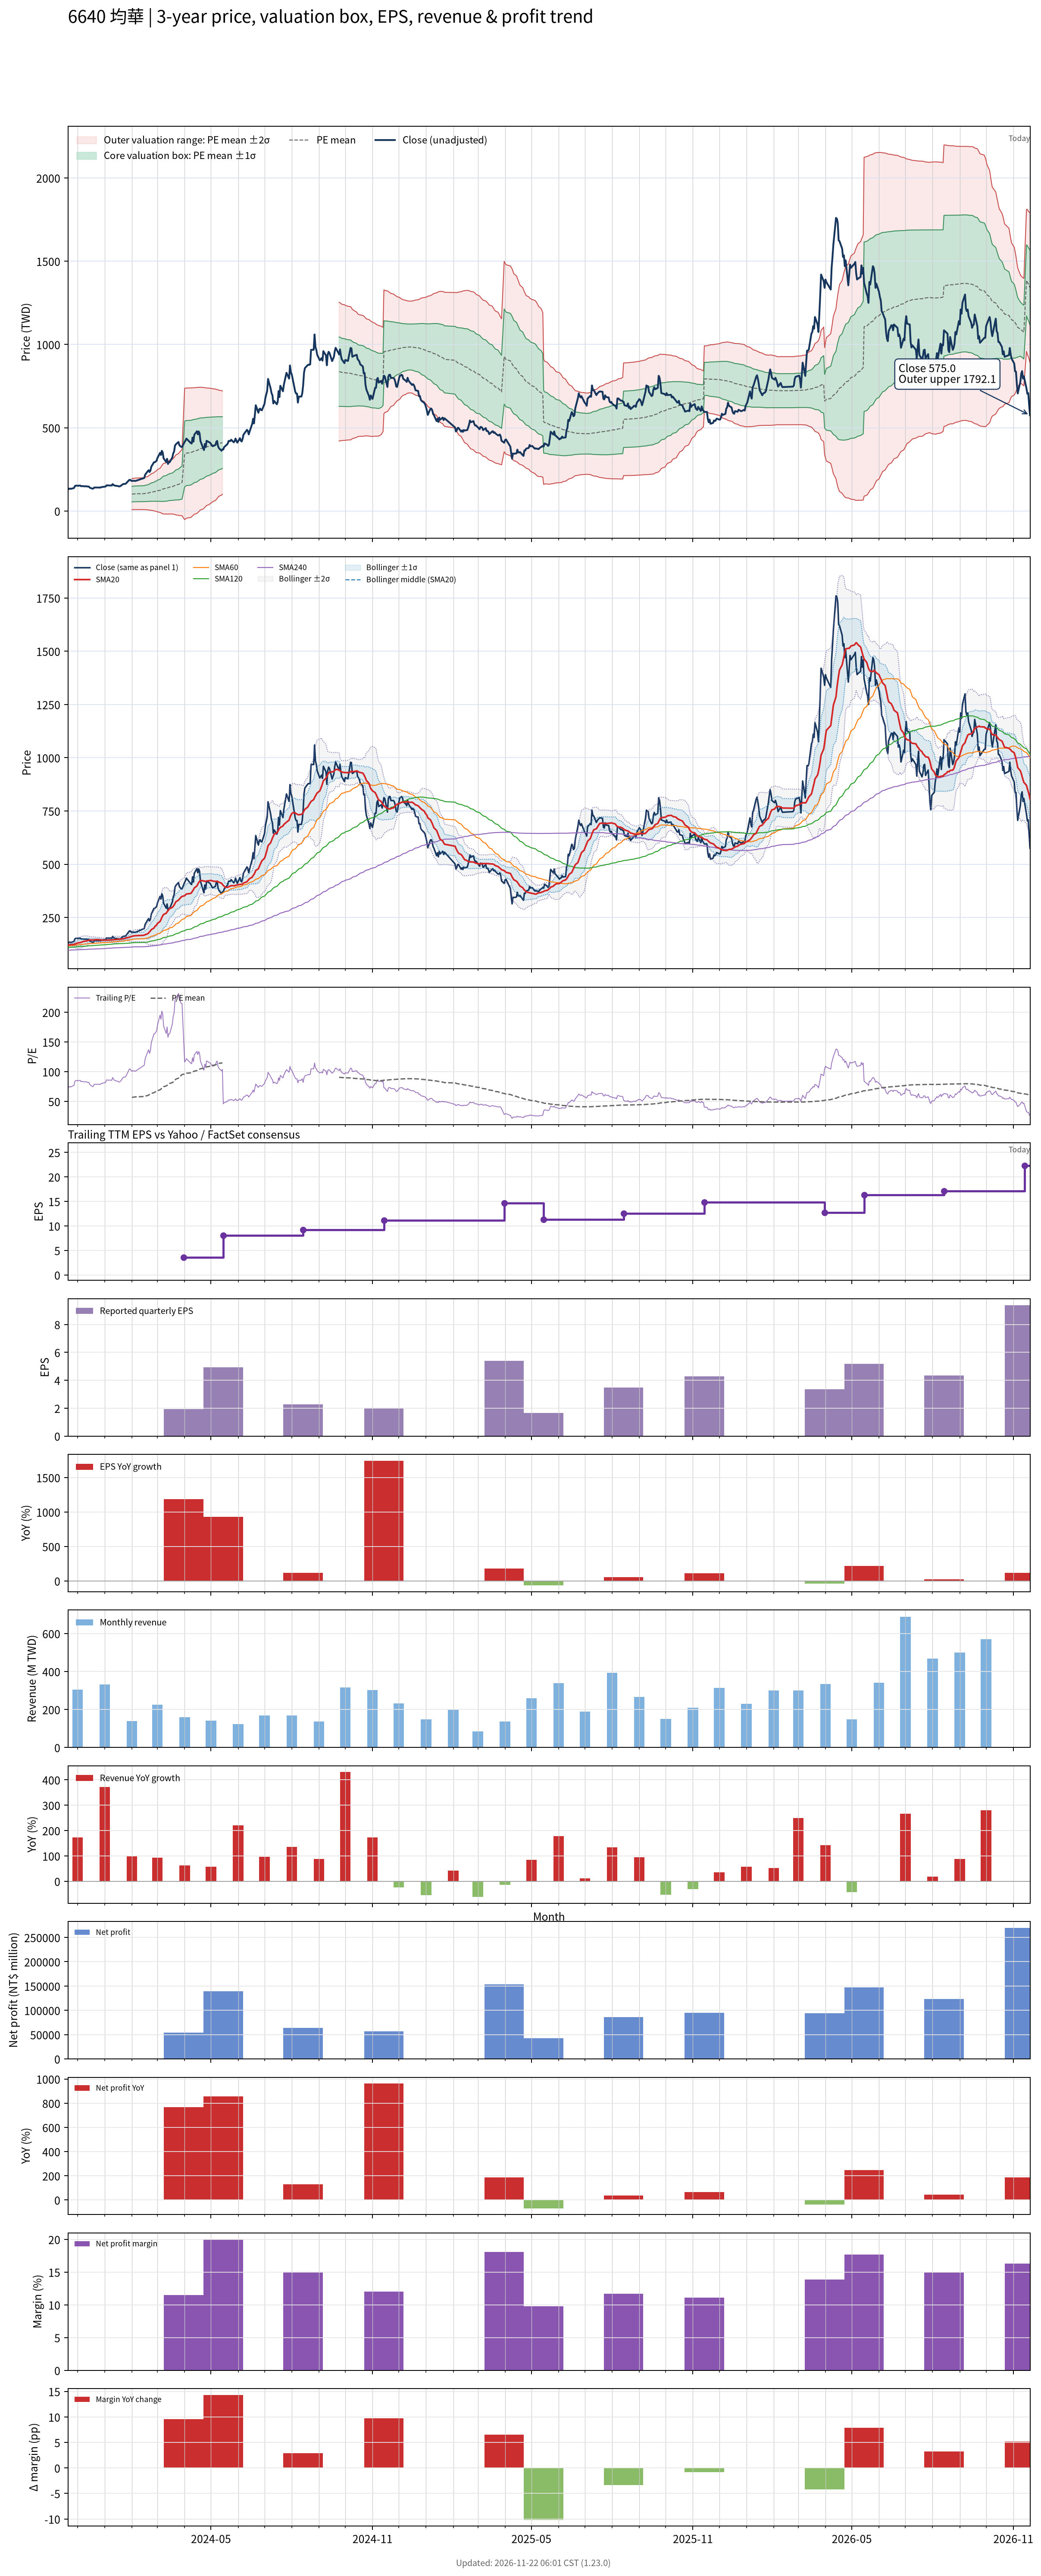 6640 均華 | 3-year price, valuation box, EPS, revenue & profit trend
Outer valuation range: PE mean ±2σ
Core valuation box: PE mean ±1σ
PE mean
Close (unadjusted)
Today
Price (TWD)
2000
1500
1000
500
0
Close 575.0
Outer upper 1792.1
Close (same as panel 1)
SMA20
SMA60
SMA120
SMA240
Bollinger ±2σ
Bollinger ±1σ
Bollinger middle (SMA20)
Price
1750
1500
1250
1000
750
500
250
Trailing P/E
P/E mean
P/E
200
150
100
50
Trailing TTM EPS vs Yahoo / FactSet consensus
Today
EPS
25
20
15
10
5
0
Reported quarterly EPS
EPS
8
6
4
2
0
EPS YoY growth
YoY (%)
1500
1000
500
0
Monthly revenue
Revenue (M TWD)
600
400
200
0
Revenue YoY growth
YoY (%)
400
300
200
100
0
Month
Net profit
Net profit (NT$ million)
250000
200000
150000
100000
50000
0
Net profit YoY
YoY (%)
1000
800
600
400
200
0
Net profit margin
Margin (%)
20
15
10
5
0
Margin YoY change
Δ margin (pp)
15
10
5
0
-5
-10
2024-05
2024-11
2025-05
2025-11
2026-05
2026-11
Updated: 2026-11-22 06:01 CST (1.23.0)